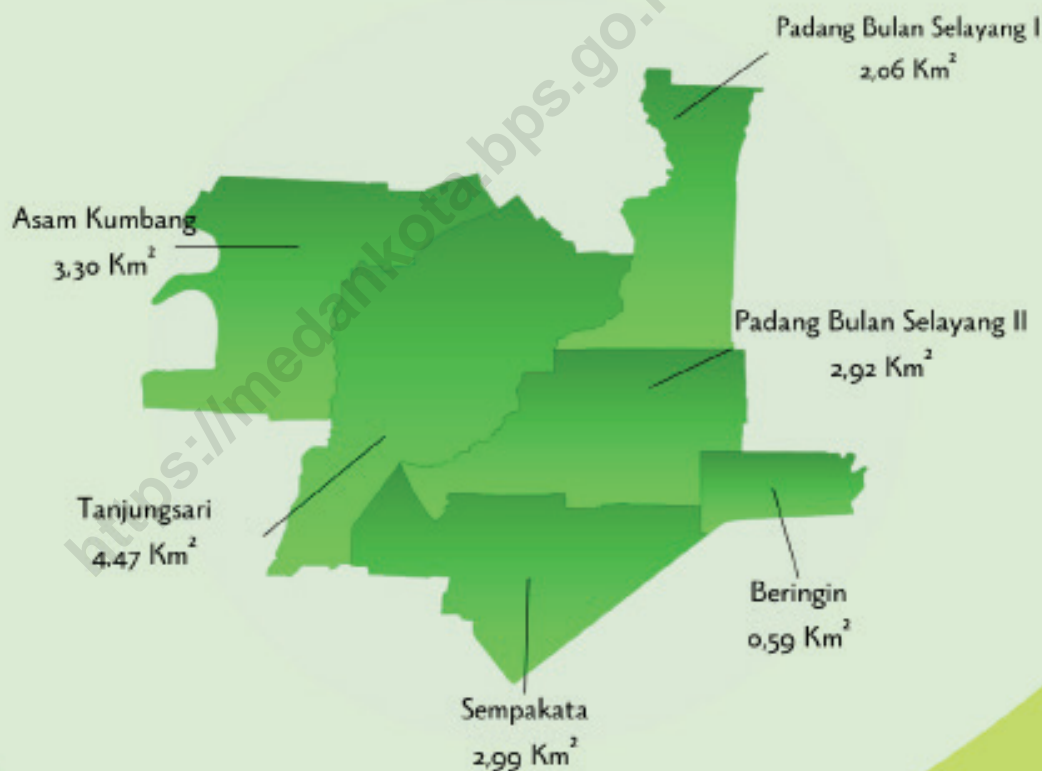 Padang Bulan Selayang I
2,06 Km²
Asam Kumbang
3,30 Km²
Padang Bulan Selayang II
2,92 Km²
Tanjungsari
4,47 Km²
Beringin
0,59 Km²
Sempakata
2,99 Km²
https://medankota.bps.go.i